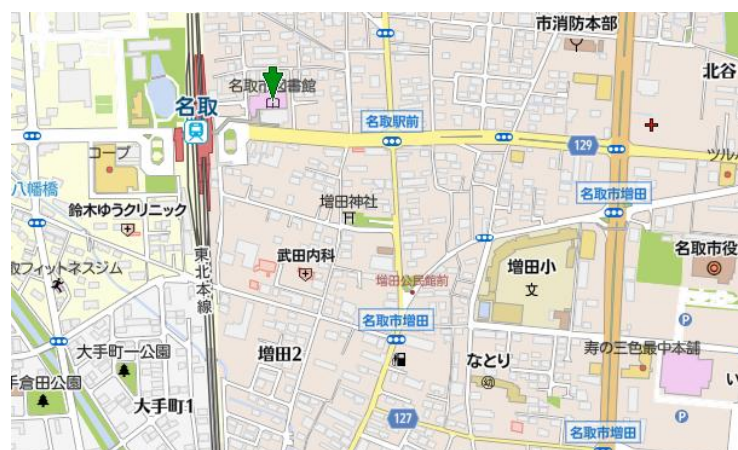 市消防本部
北谷
名取市図書館
名取
名取駅前
129
コープ
ツルハ
八幡橋
鈴木ゆうクリニック
増田神社
名取市増田
東北本線
武田内科
増田小
文
名取市役
取フィットネスジム
増田公民館前
名取市増田
大手町一公園
増田2
なとり
寿の三色最中本舗
手倉田公園
大手町1
127
名取市増田
い
P
P